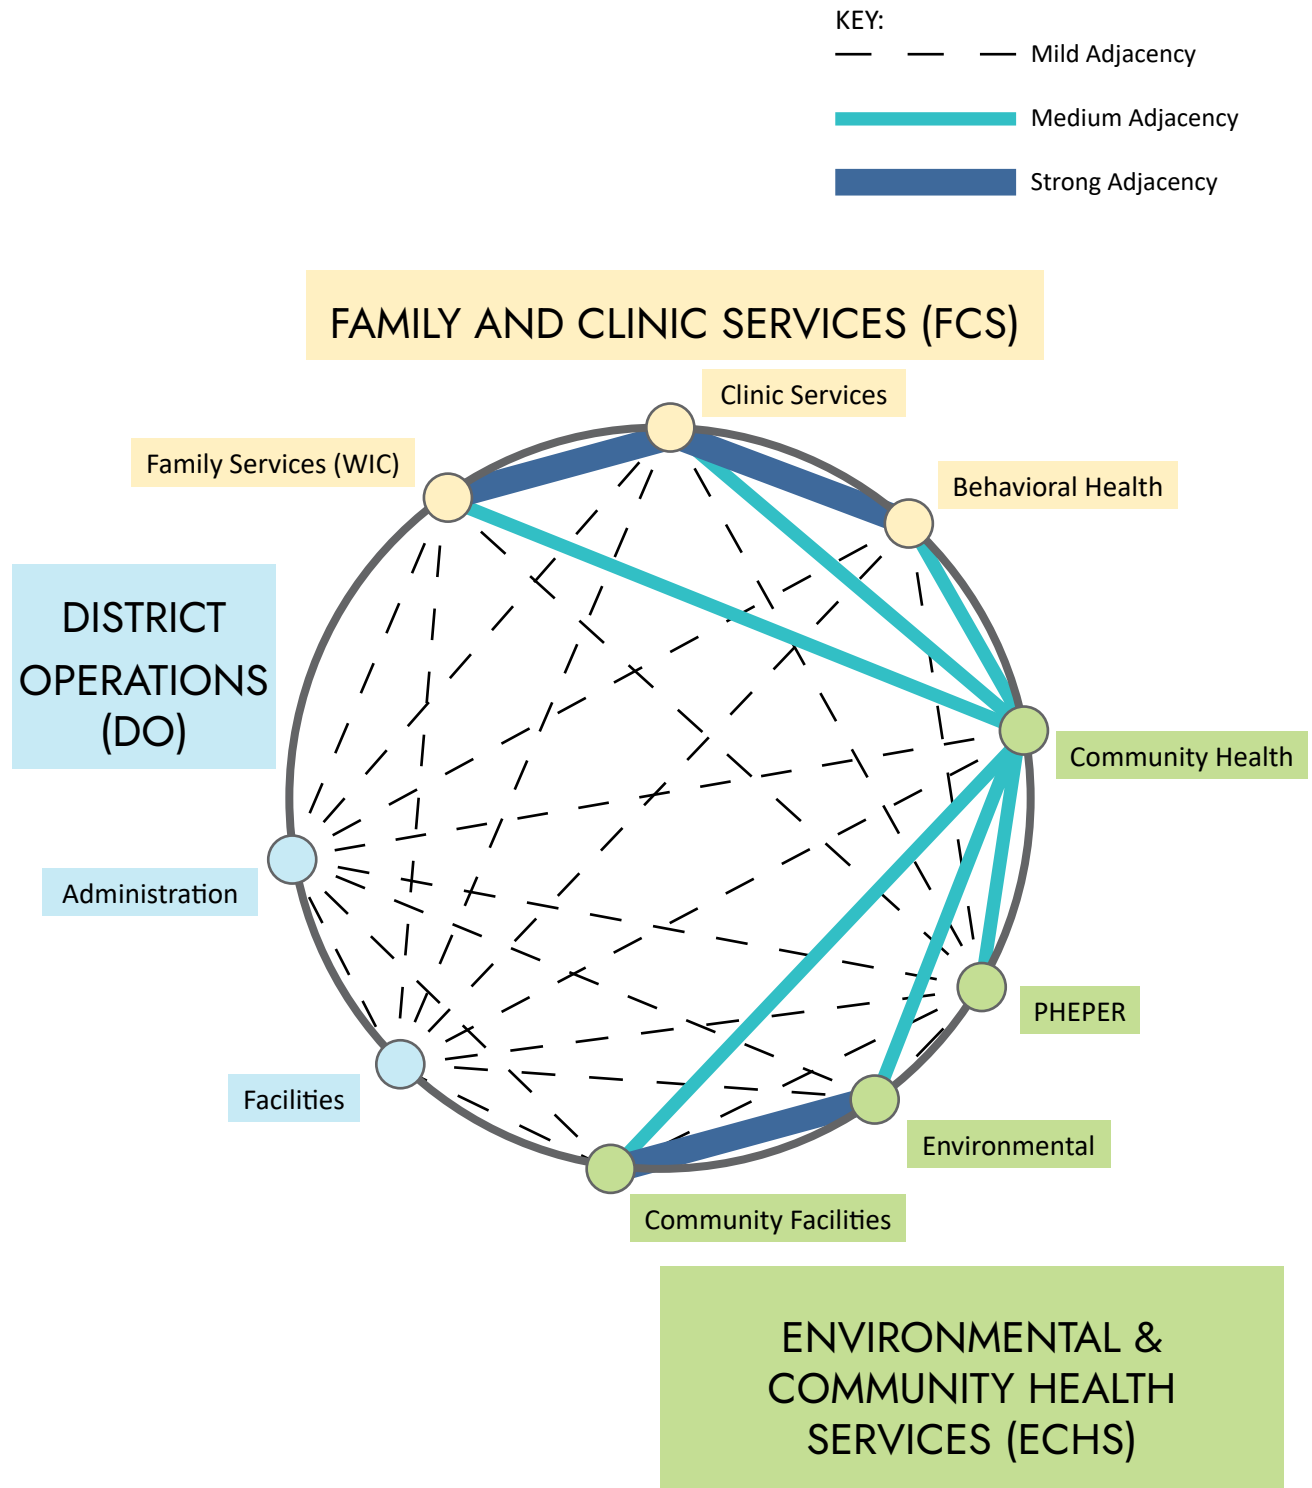 KEY:
Mild Adjacency
Medium Adjacency
Strong Adjacency
FAMILY AND CLINIC SERVICES (FCS)
Clinic Services
Family Services (WIC)
Behavioral Health
DISTRICT
OPERATIONS
(DO)
Community Health
Administration
PHEPER
Facilities
Environmental
Community Facilities
ENVIRONMENTAL &
COMMUNITY HEALTH
SERVICES (ECHS)